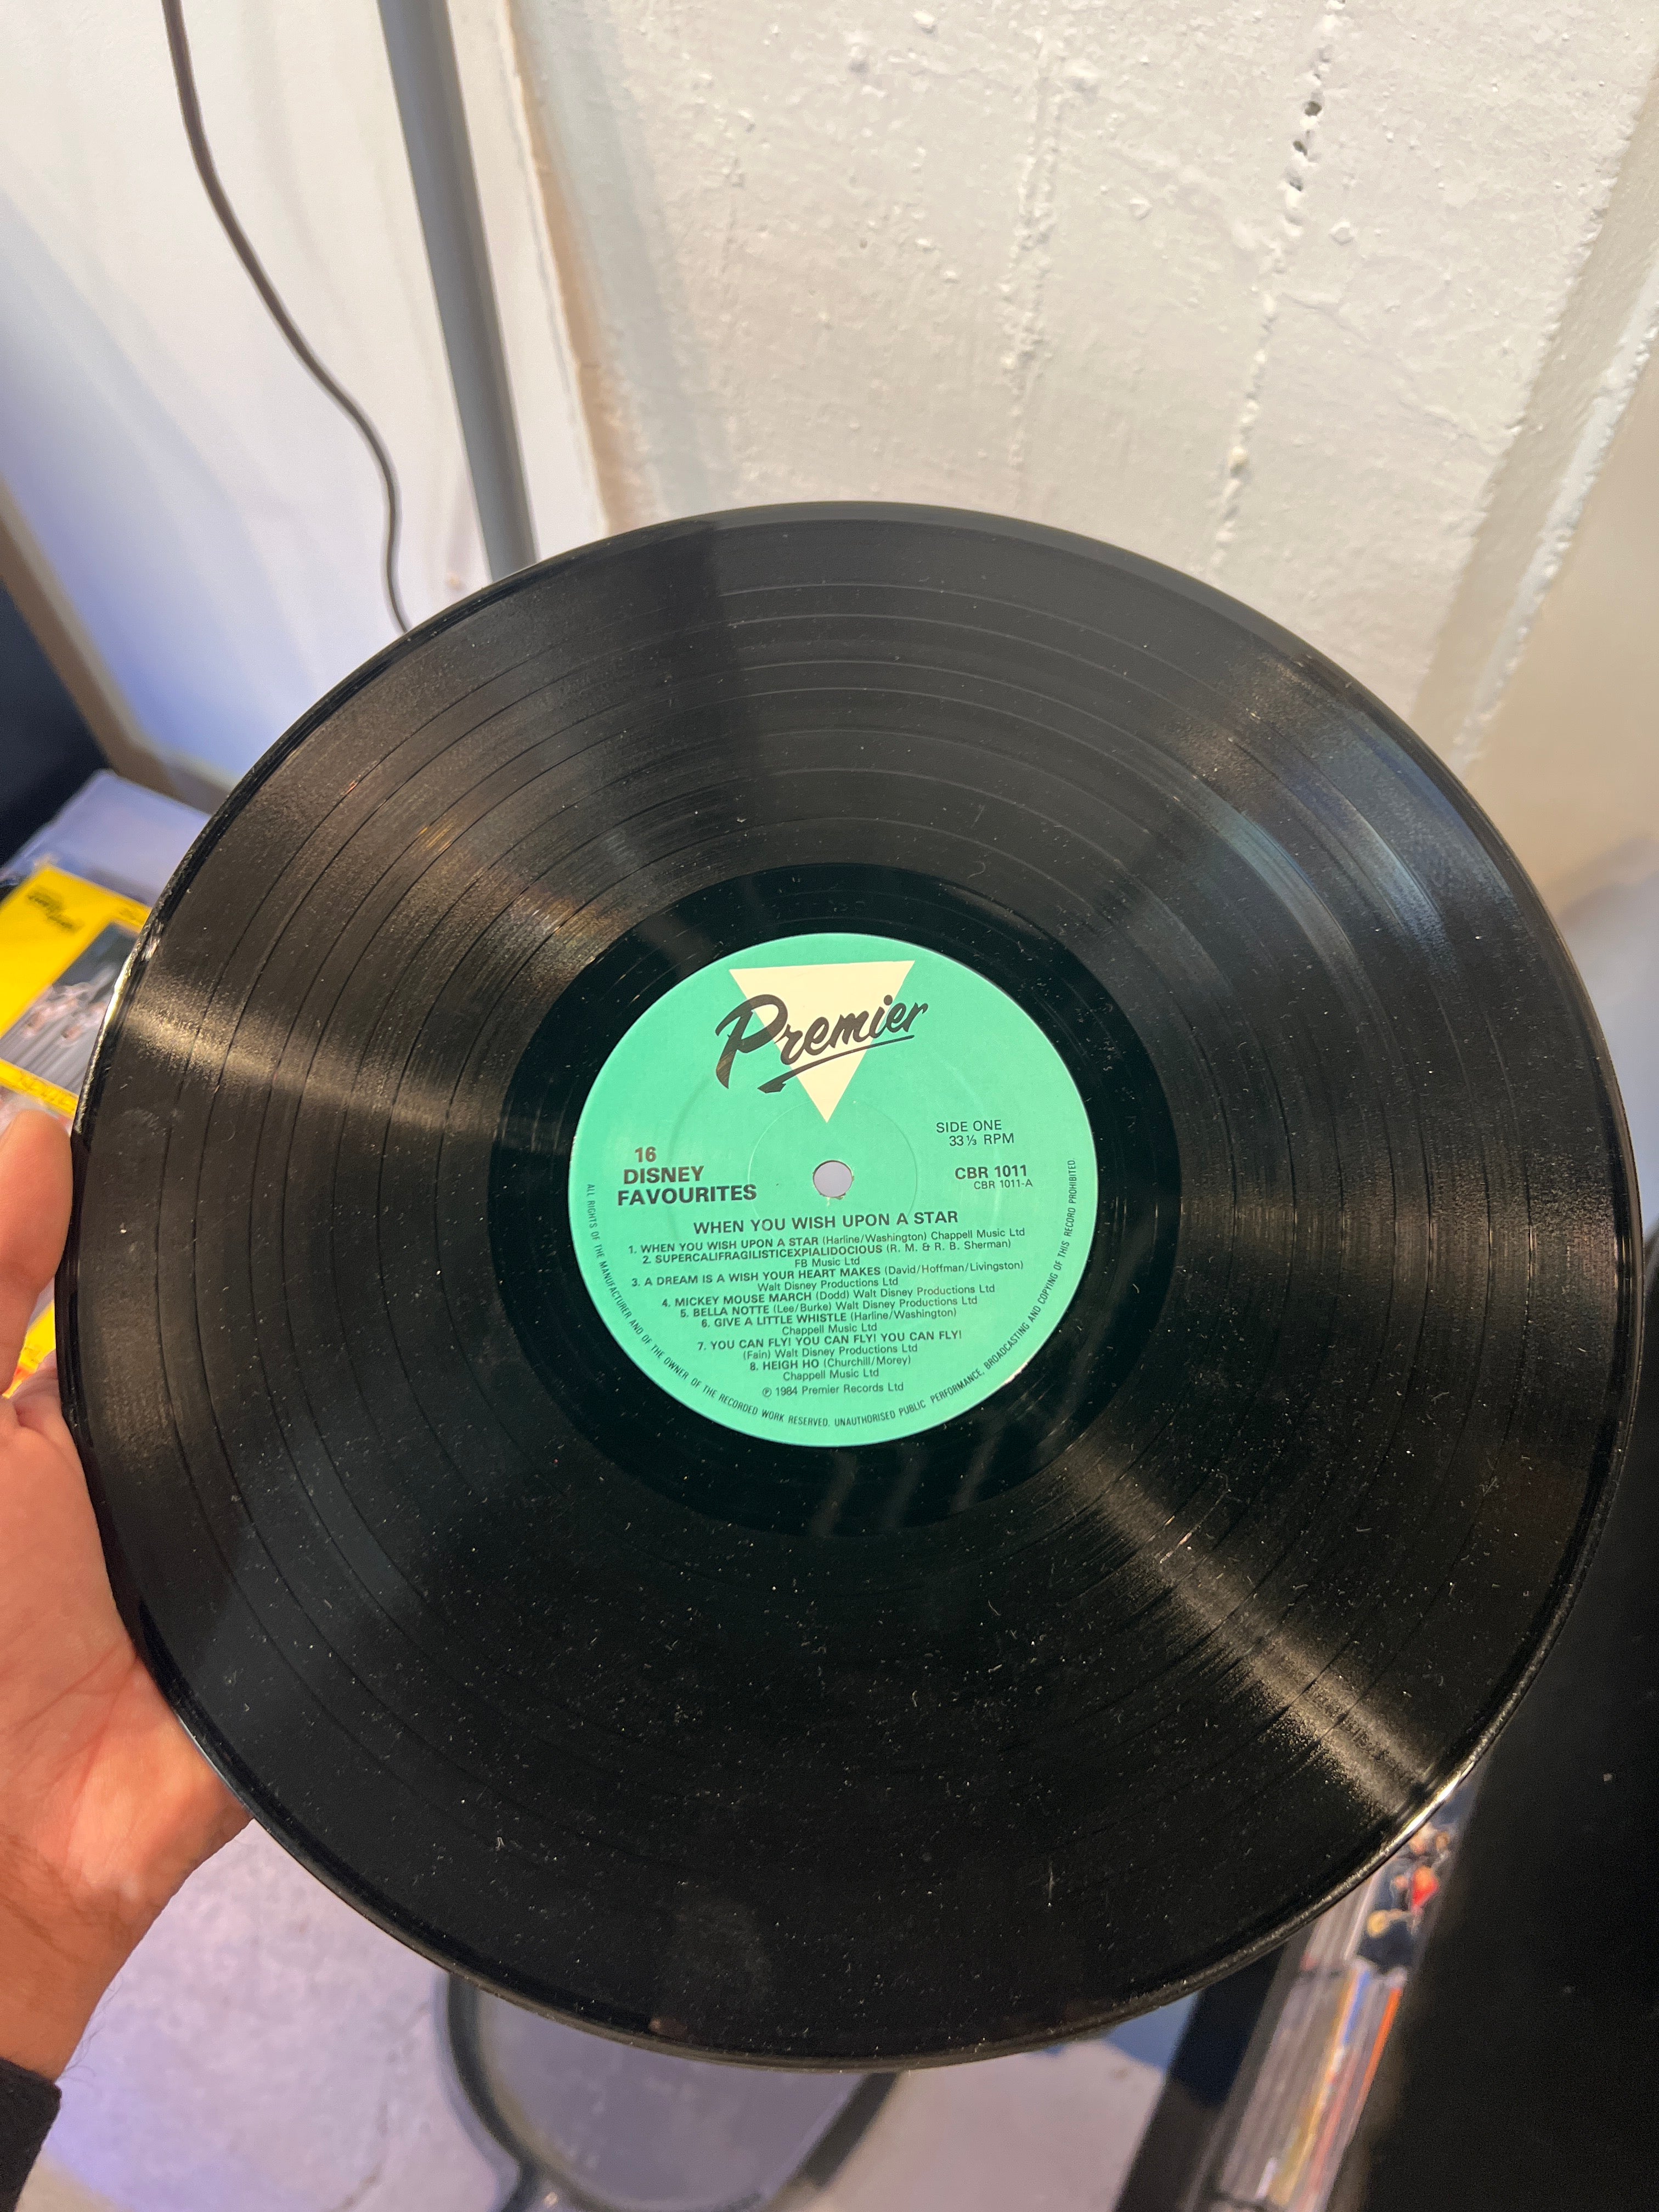 Premier
SIDE ONE
33⅓ RPM
16
DISNEY
FAVOURITES
CBR 1011
CBR 1011-A
WHEN YOU WISH UPON A STAR
1. WHEN YOU WISH UPON A STAR (Harline/Washington) Chappell Music Ltd
2. SUPERCALIFRAGILISTICEXPIALIDOCIOUS (R. M. & R. B. Sherman)
FB Music Ltd
3. A DREAM IS A WISH YOUR HEART MAKES (David/Hoffman/Livingston)
Walt Disney Productions Ltd
4. MICKEY MOUSE MARCH (Dodd) Walt Disney Productions Ltd
5. BELLA NOTTE (Lee/Burke) Walt Disney Productions Ltd
6. GIVE A LITTLE WHISTLE (Harline/Washington)
Chappell Music Ltd
7. YOU CAN FLY! YOU CAN FLY! YOU CAN FLY!
(Fain) Walt Disney Productions Ltd
8. HEIGH HO (Churchill/Morey)
Chappell Music Ltd
℗ 1984 Premier Records Ltd
ALL RIGHTS OF THE MANUFACTURER AND OF THE OWNER OF THE RECORDED WORK RESERVED. UNAUTHORISED PUBLIC PERFORMANCE, BROADCASTING AND COPYING OF THIS RECORD PROHIBITED.